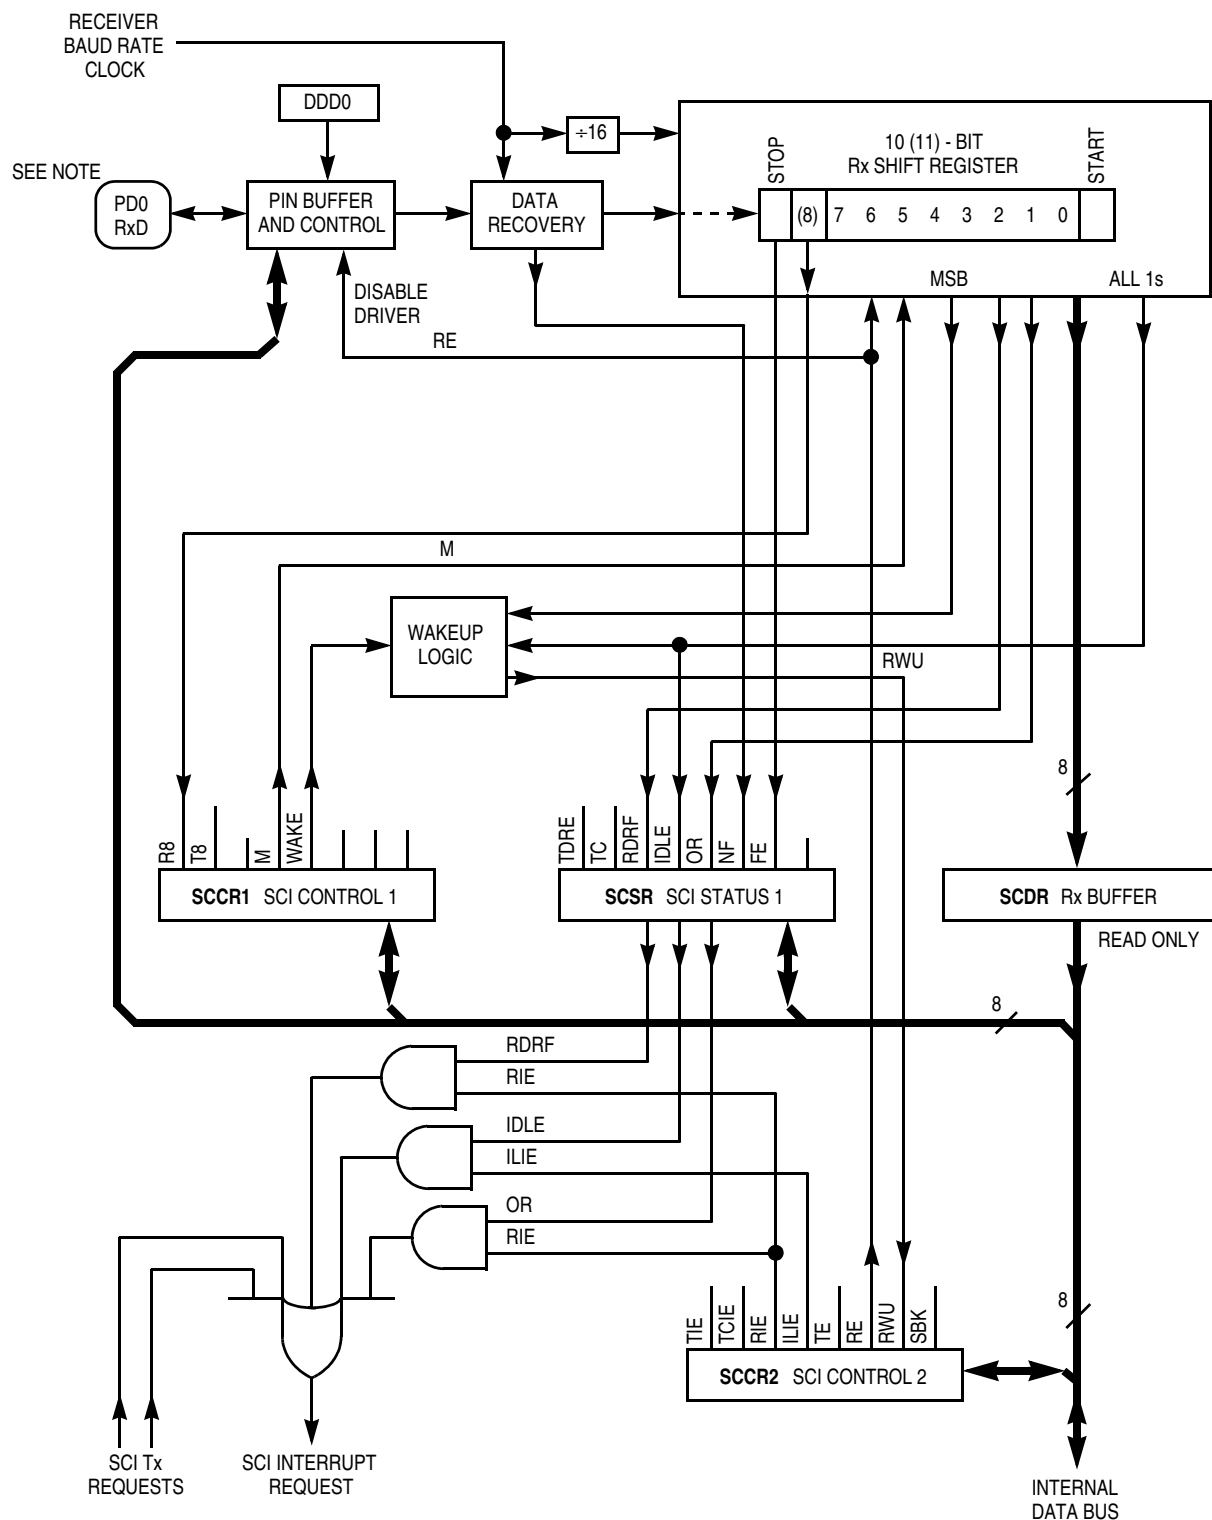 RECEIVER
BAUD RATE
CLOCK
DDD0
÷16
SEE NOTE
PD0
RxD
PIN BUFFER
AND CONTROL
DATA
RECOVERY
10 (11) - BIT
Rx SHIFT REGISTER
STOP
START
(8) 7 6 5 4 3 2 1 0
MSB
ALL 1s
DISABLE
DRIVER
RE
M
WAKEUP
LOGIC
RWU
8
R8
T8
M
WAKE
TDRE
TC
RDRF
IDLE
OR
NF
FE
SCCR1 SCI CONTROL 1
SCSR SCI STATUS 1
SCDR Rx BUFFER
READ ONLY
8
RDRF
RIE
IDLE
ILIE
OR
RIE
8
TIE
TCIE
RIE
ILIE
TE
RE
RWU
SBK
SCCR2 SCI CONTROL 2
SCI Tx
REQUESTS
SCI INTERRUPT
REQUEST
INTERNAL
DATA BUS